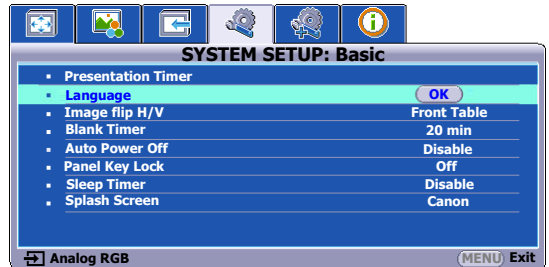 SYSTEM SETUP: Basic
Presentation Timer
Language OK
Image flip H/V Front Table
Blank Timer 20 min
Auto Power Off Disable
Panel Key Lock Off
Sleep Timer Disable
Splash Screen Canon
Analog RGB MENU Exit